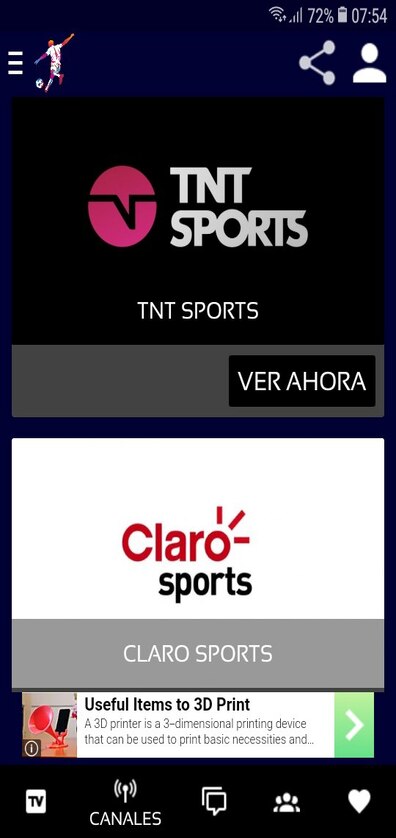 72% 07:54
TNT
SPORTS
TNT SPORTS
VER AHORA
Claro
sports
CLARO SPORTS
Useful Items to 3D Print
A 3D printer is a 3-dimensional printing device
that can be used to print basic necessities and...
TV
CANALES